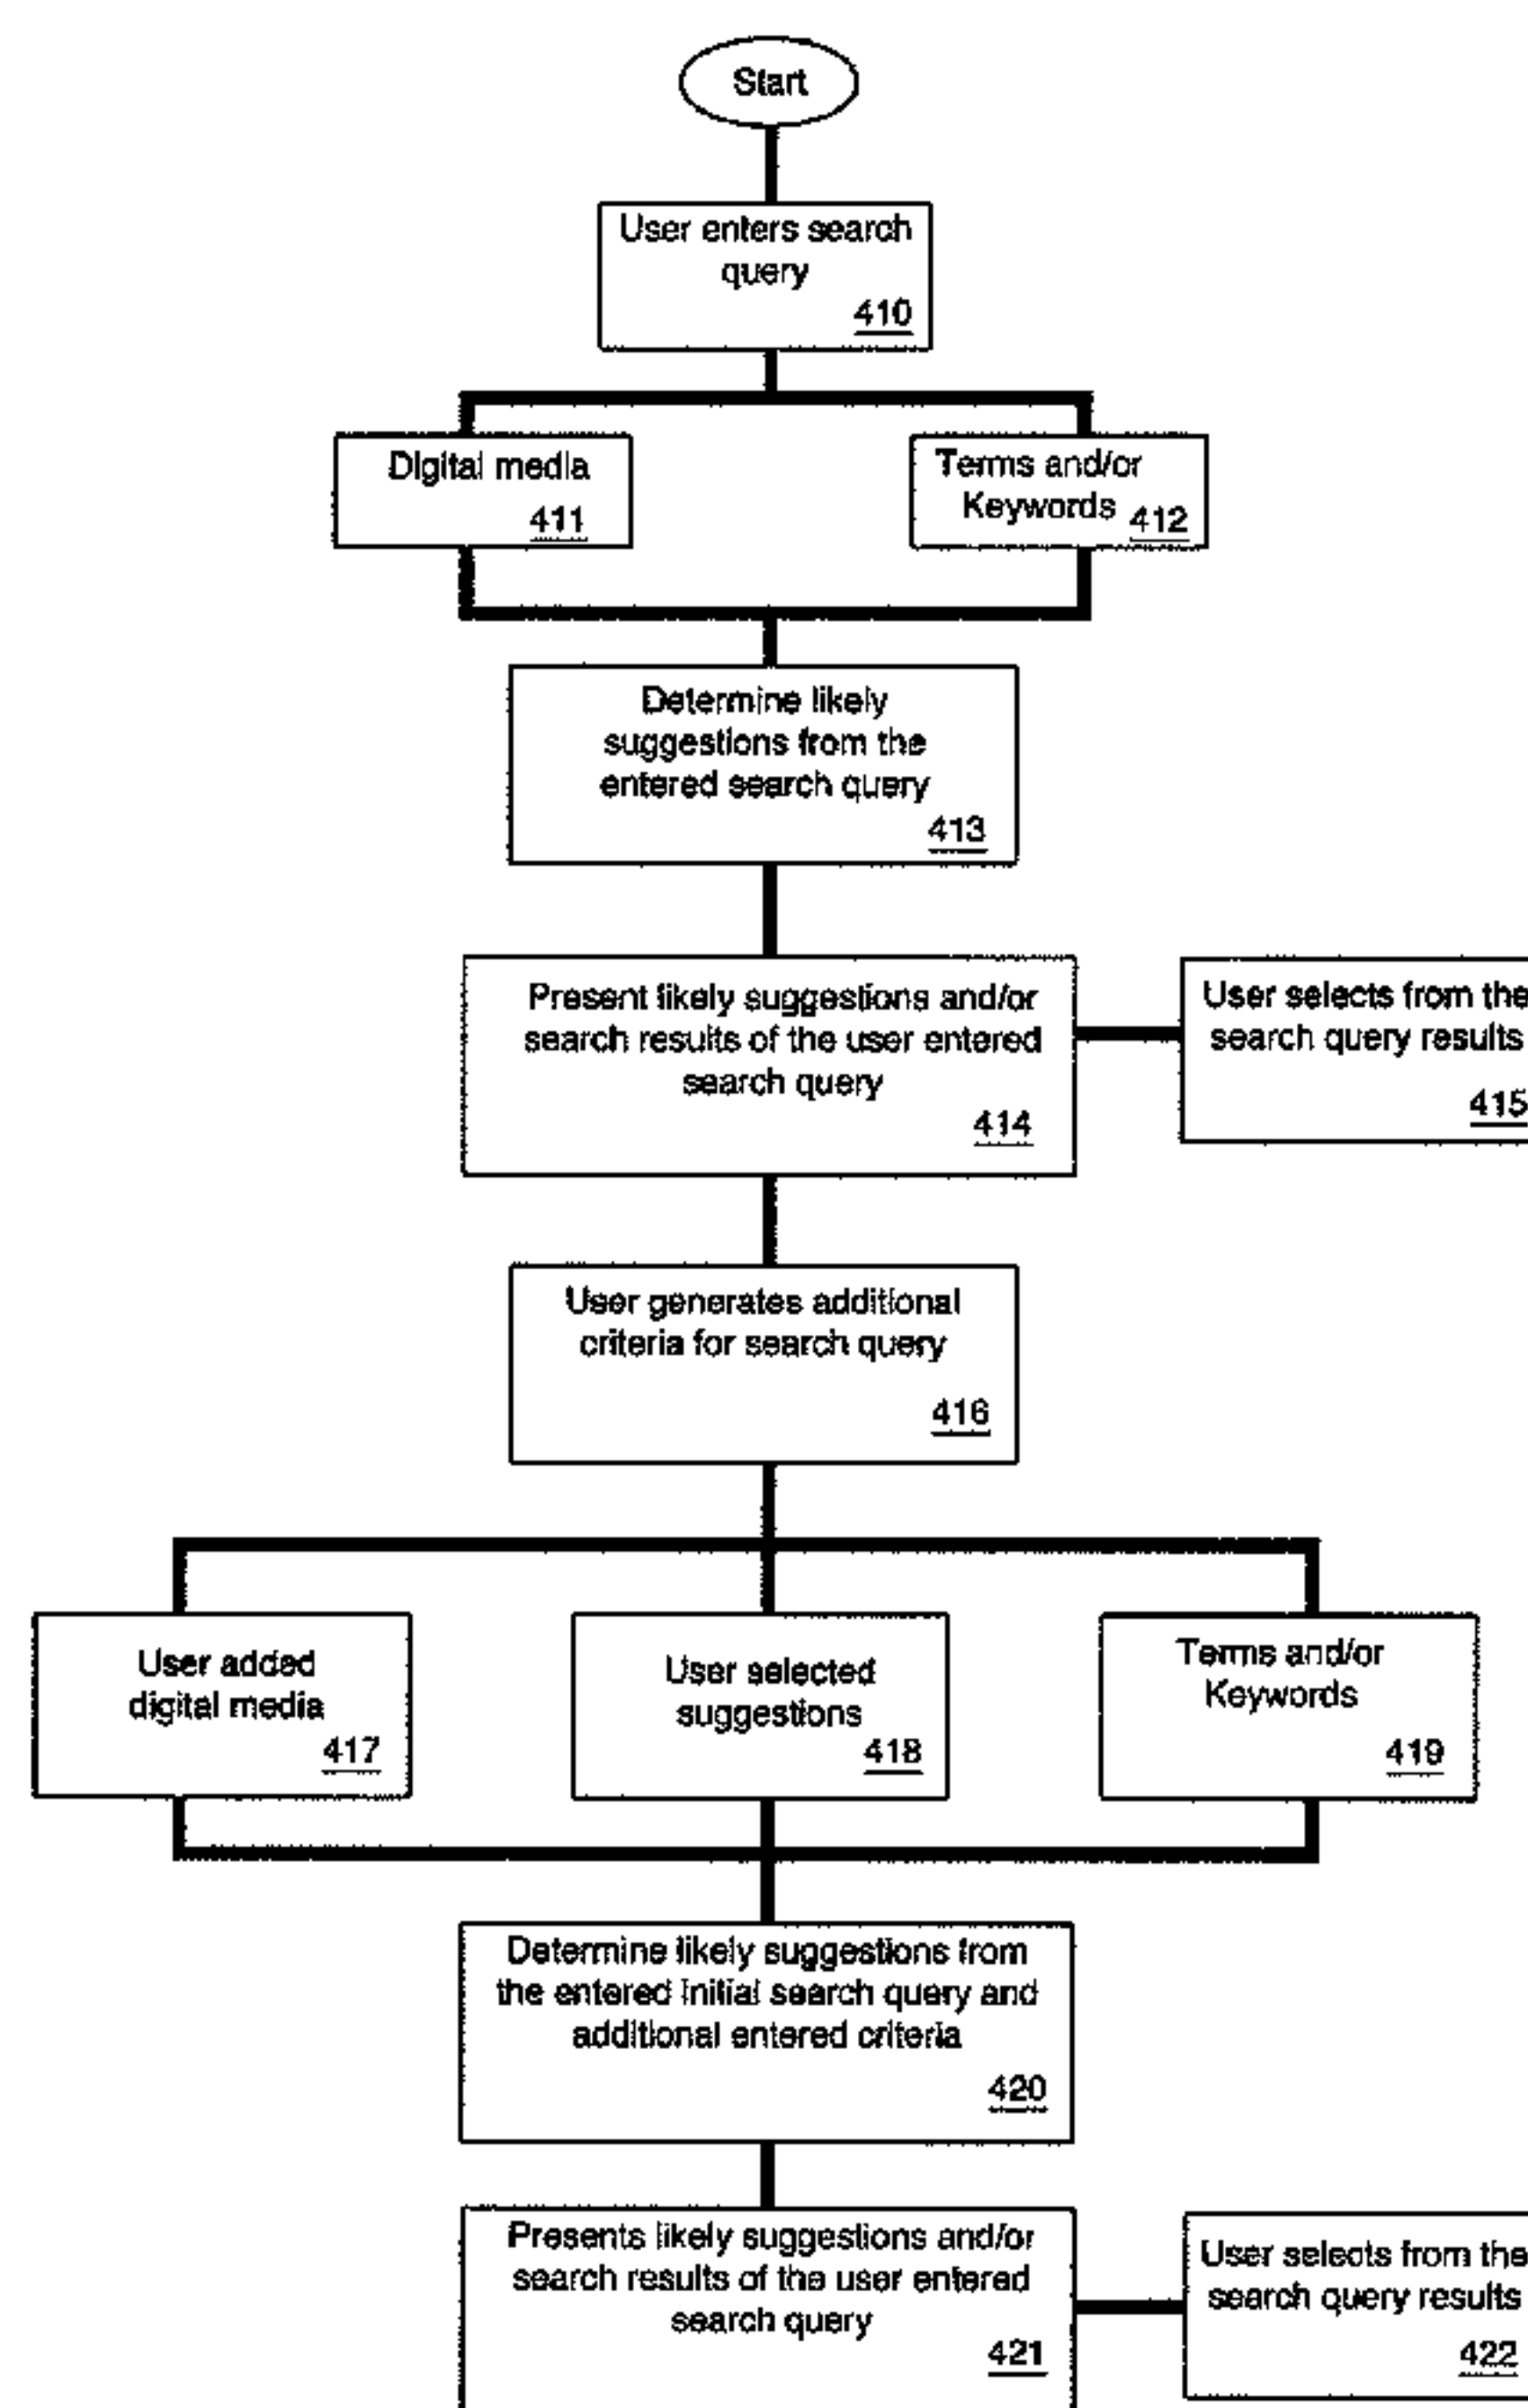 Start
User enters search
query
410
Digital media
411
Terms and/or
Keywords
412
Determine likely
suggestions from the
entered search query
413
Present likely suggestions and/or
search results of the user entered
search query
414
User selects from the
search query results
415
User generates additional
criteria for search query
416
User added
digital media
417
User selected
suggestions
418
Terms and/or
Keywords
419
Determine likely suggestions from
the entered initial search query and
additional entered criteria
420
Presents likely suggestions and/or
search results of the user entered
search query
421
User selects from the
search query results
422